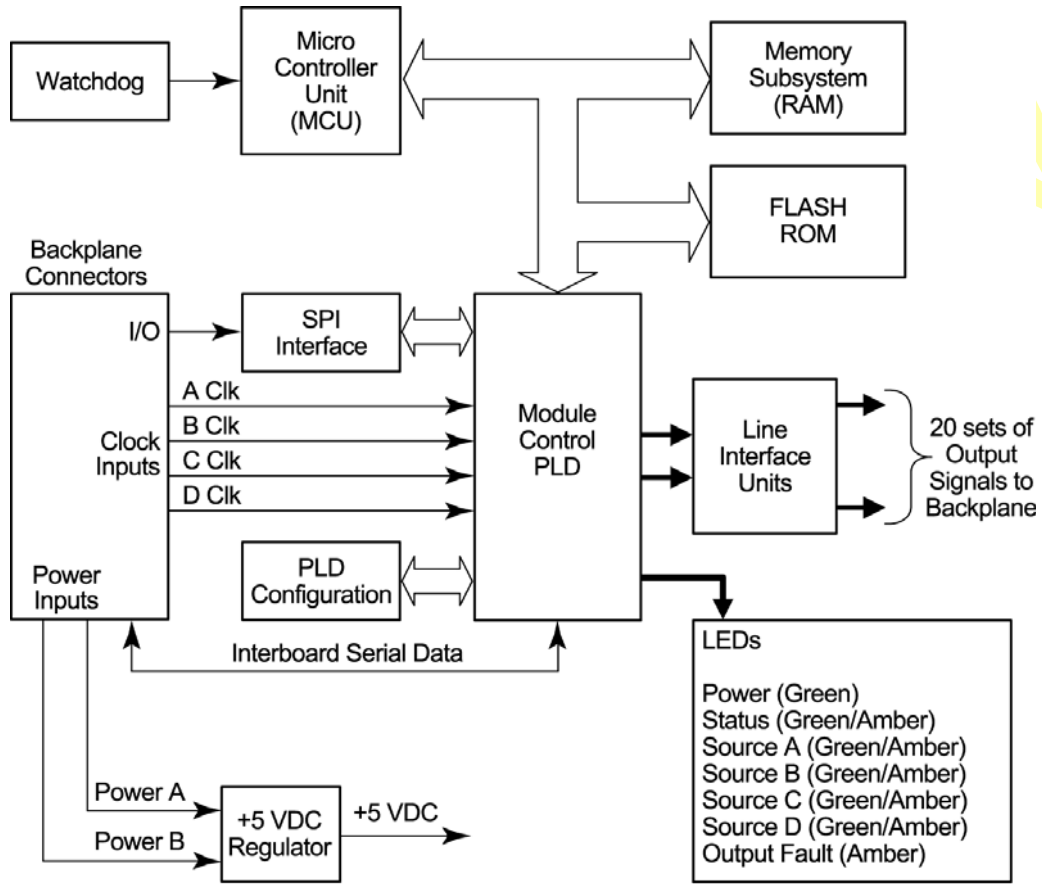 Watchdog
Micro
Controller
Unit
(MCU)
Memory
Subsystem
(RAM)
FLASH
ROM
Backplane
Connectors
I/O
SPI
Interface
A Clk
B Clk
C Clk
D Clk
Clock
Inputs
Module
Control
PLD
Line
Interface
Units
20 sets of
Output
Signals to
Backplane
PLD
Configuration
Power
Inputs
Interboard Serial Data
LEDs
Power (Green)
Status (Green/Amber)
Source A (Green/Amber)
Source B (Green/Amber)
Source C (Green/Amber)
Source D (Green/Amber)
Output Fault (Amber)
Power A
Power B
+5 VDC
Regulator
+5 VDC